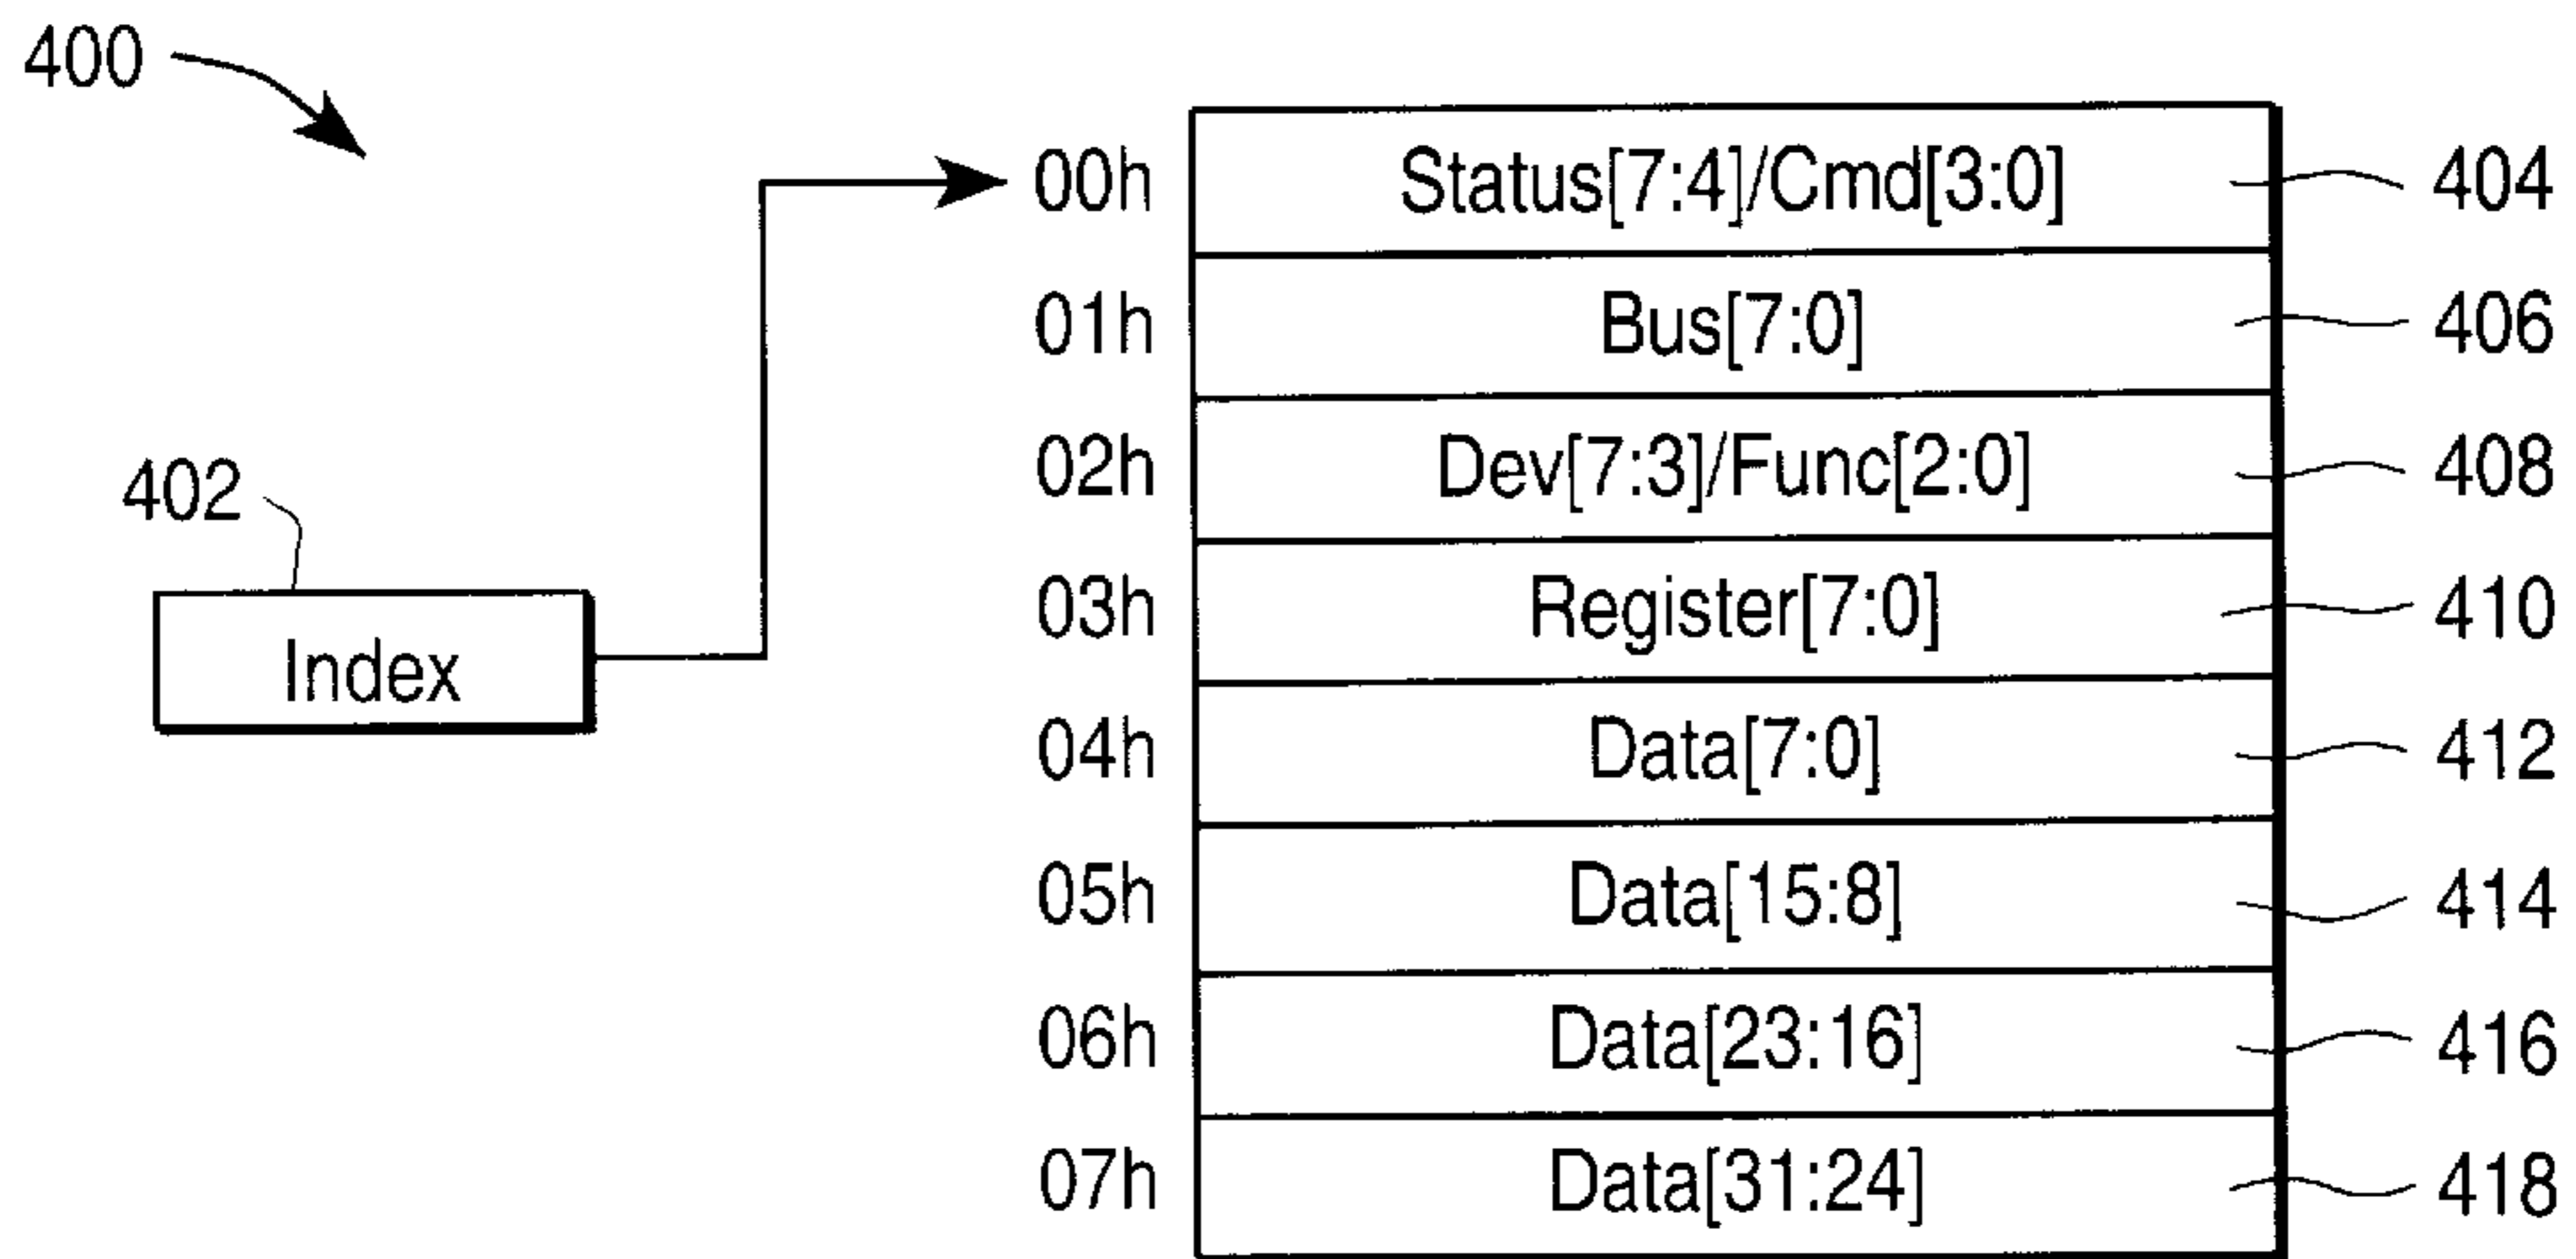 400
00h Status[7:4]/Cmd[3:0] 404
01h Bus[7:0] 406
02h Dev[7:3]/Func[2:0] 408
402
03h Register[7:0] 410
Index
04h Data[7:0] 412
05h Data[15:8] 414
06h Data[23:16] 416
07h Data[31:24] 418